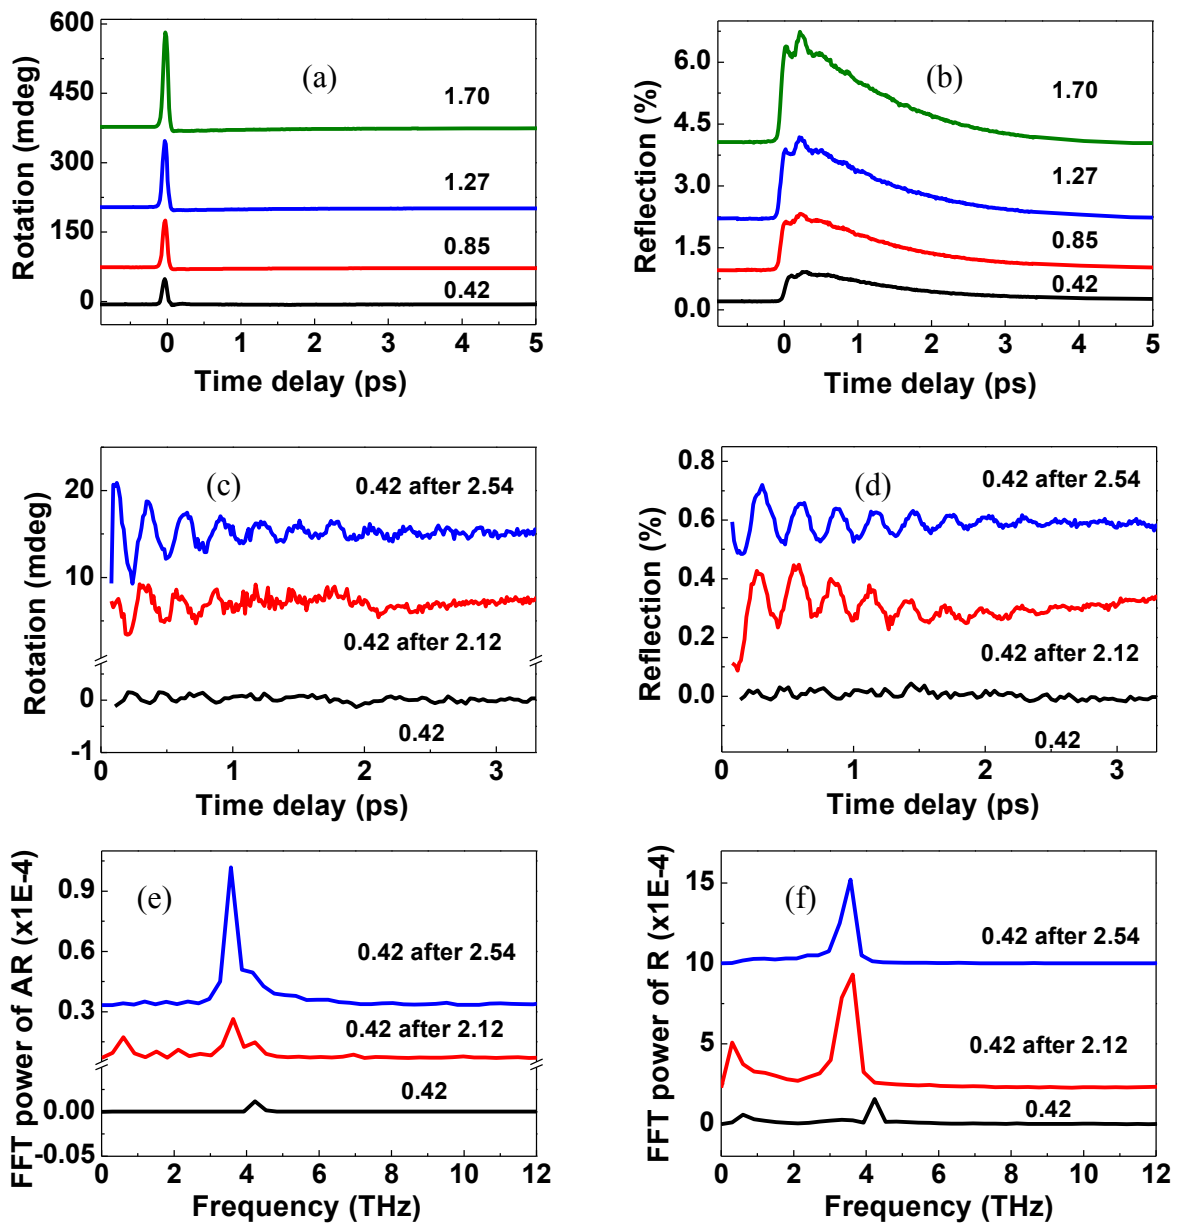 600
450
300
150
0
Rotation (mdeg)
(a)
1.70
1.27
0.85
0.42
0 1 2 3 4 5
Time delay (ps)
6.0
4.5
3.0
1.5
0.0
Reflection (%)
(b)
1.70
1.27
0.85
0.42
0 1 2 3 4 5
Time delay (ps)
20
10
0
-1
Rotation (mdeg)
(c)
0.42 after 2.54
0.42 after 2.12
0.42
0 1 2 3
Time delay (ps)
0.8
0.6
0.4
0.2
0.0
Reflection (%)
(d)
0.42 after 2.54
0.42 after 2.12
0.42
0 1 2 3
Time delay (ps)
0.9
0.6
0.3
0.00
-0.05
FFT power of AR (x1E-4)
(e)
0.42 after 2.54
0.42 after 2.12
0.42
0 2 4 6 8 10 12
Frequency (THz)
15
10
5
0
FFT power of R (x1E-4)
(f)
0.42 after 2.54
0.42 after 2.12
0.42
0 2 4 6 8 10 12
Frequency (THz)